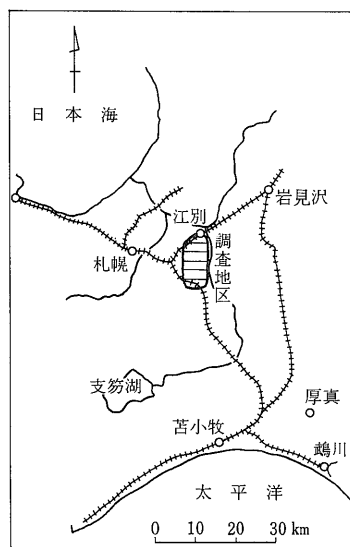 日本海
岩見沢
江別
調査地区
札幌
支笏湖
厚真
苫小牧
鵡川
太平洋
0 10 20 30 km